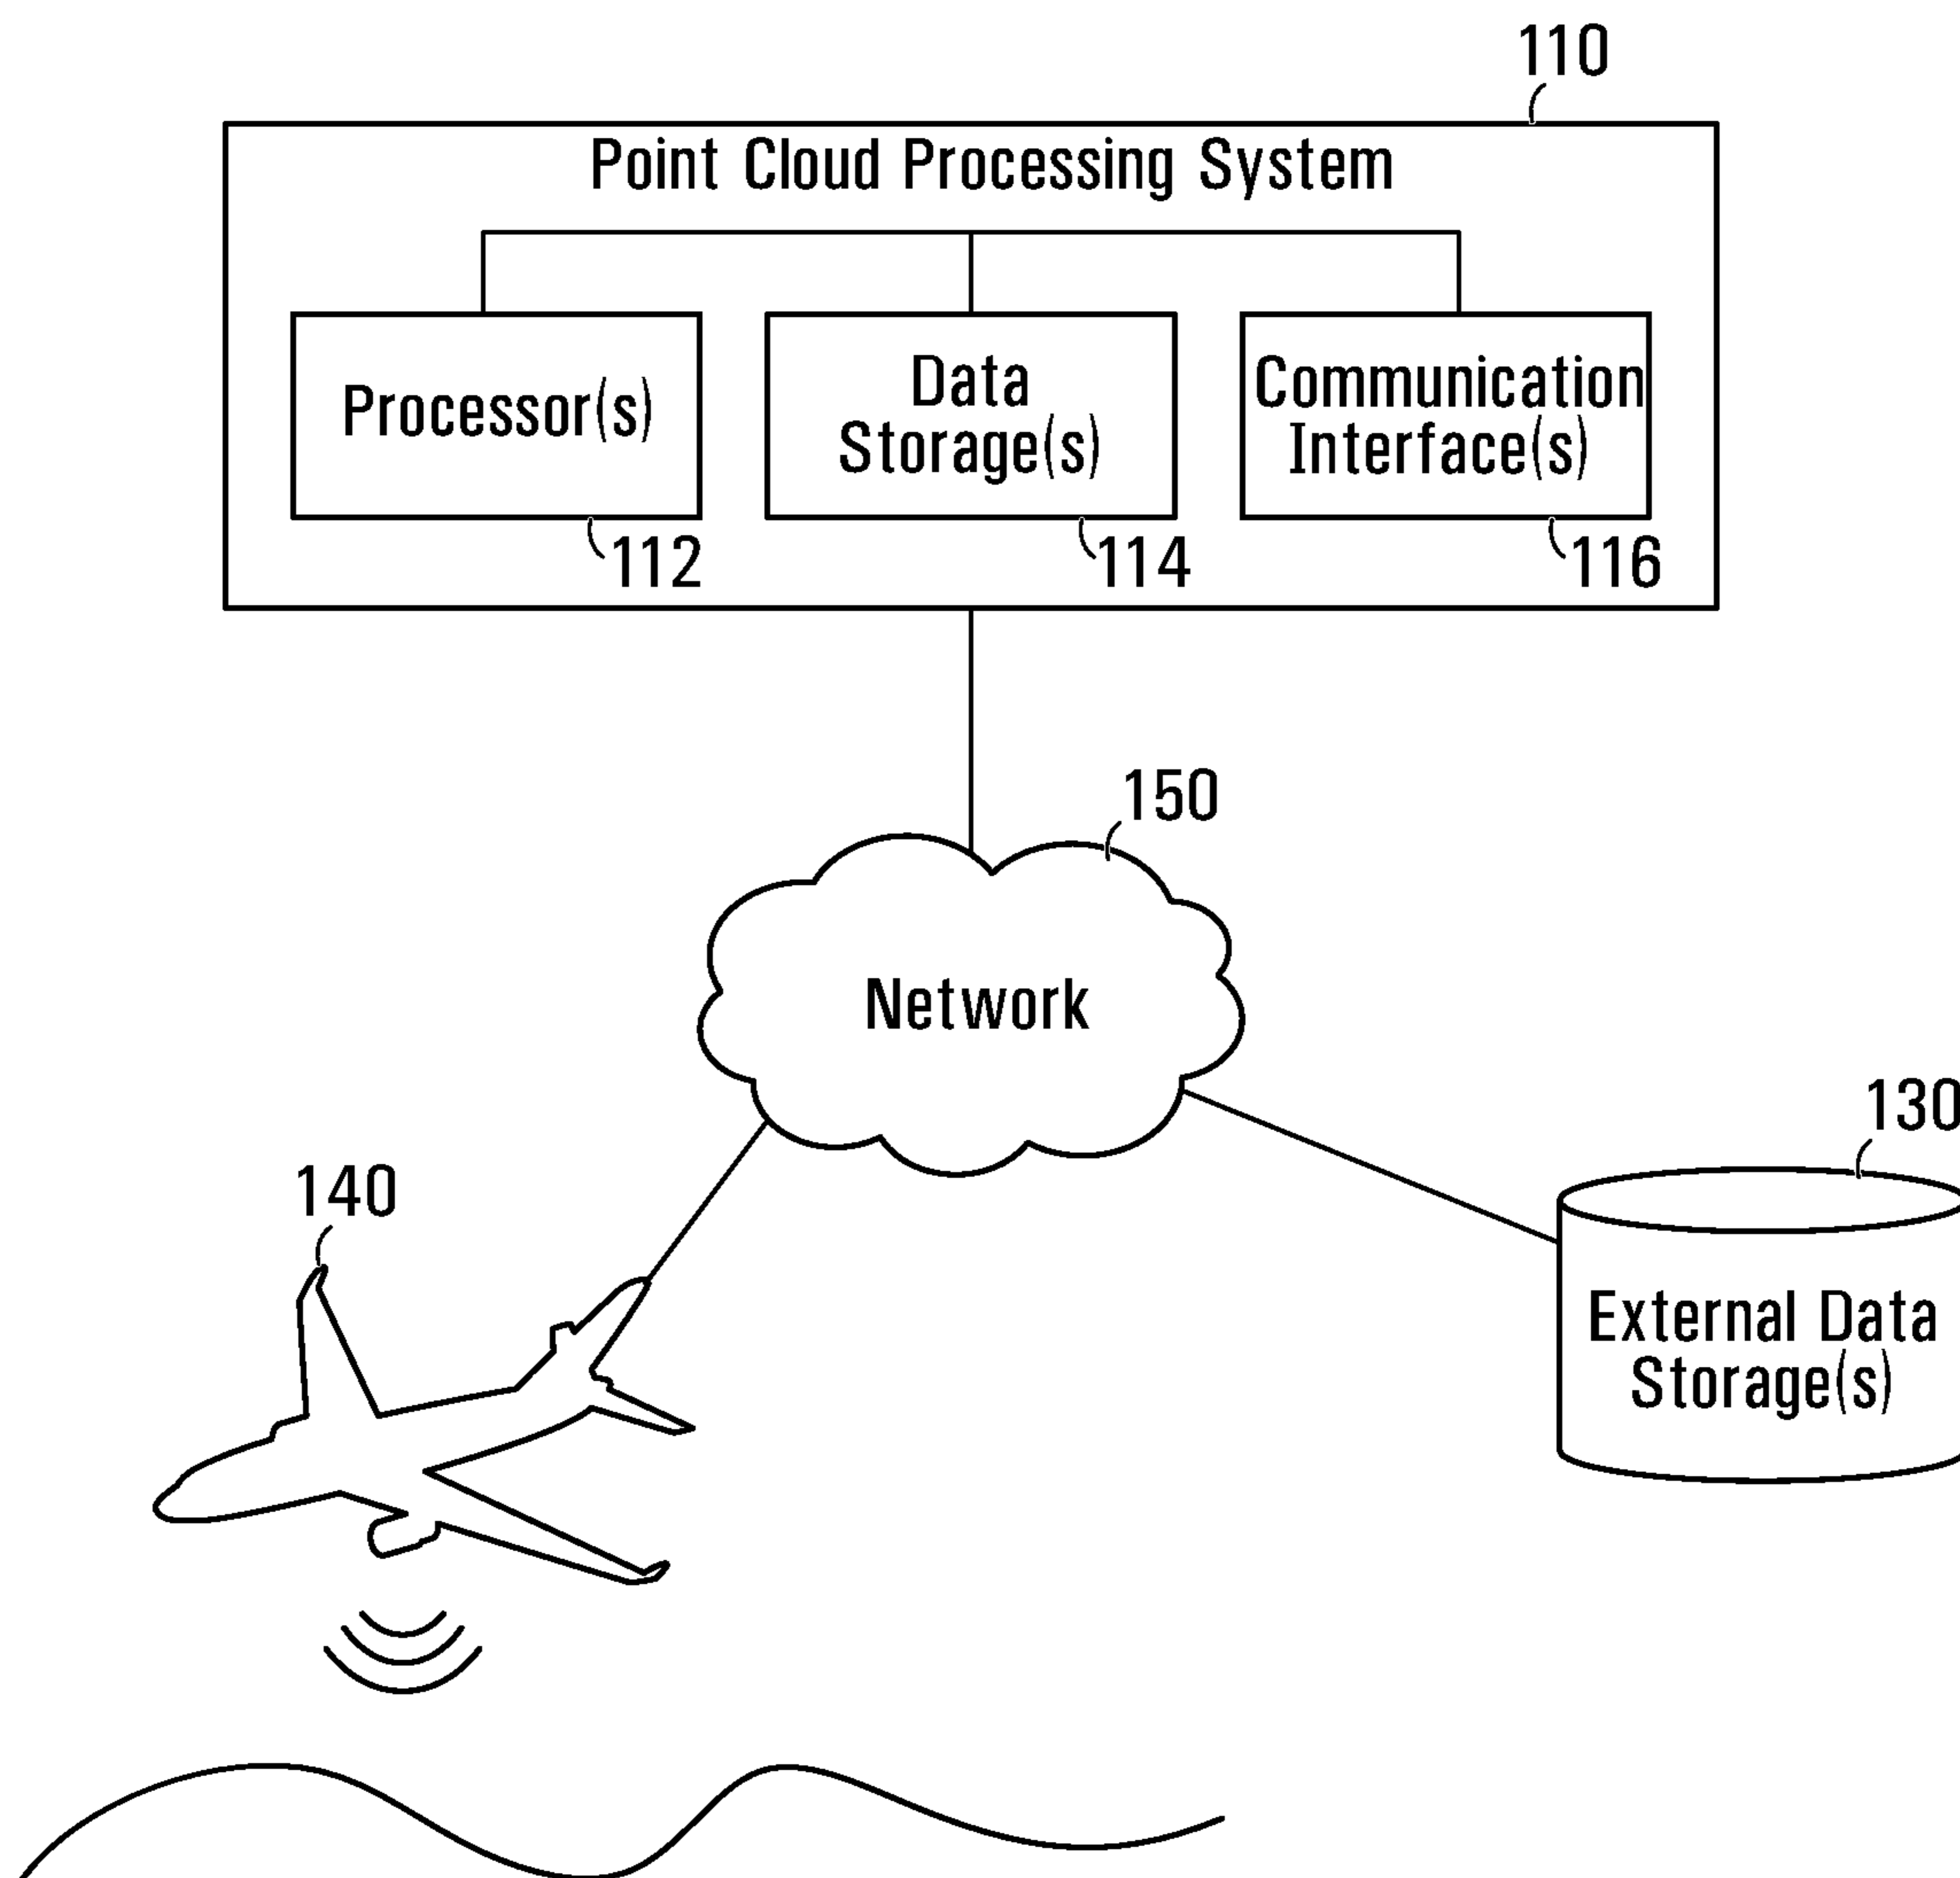 110
Point Cloud Processing System
Processor(s)
Data
Storage(s)
Communication
Interface(s)
112
114
116
150
Network
130
140
External Data
Storage(s)